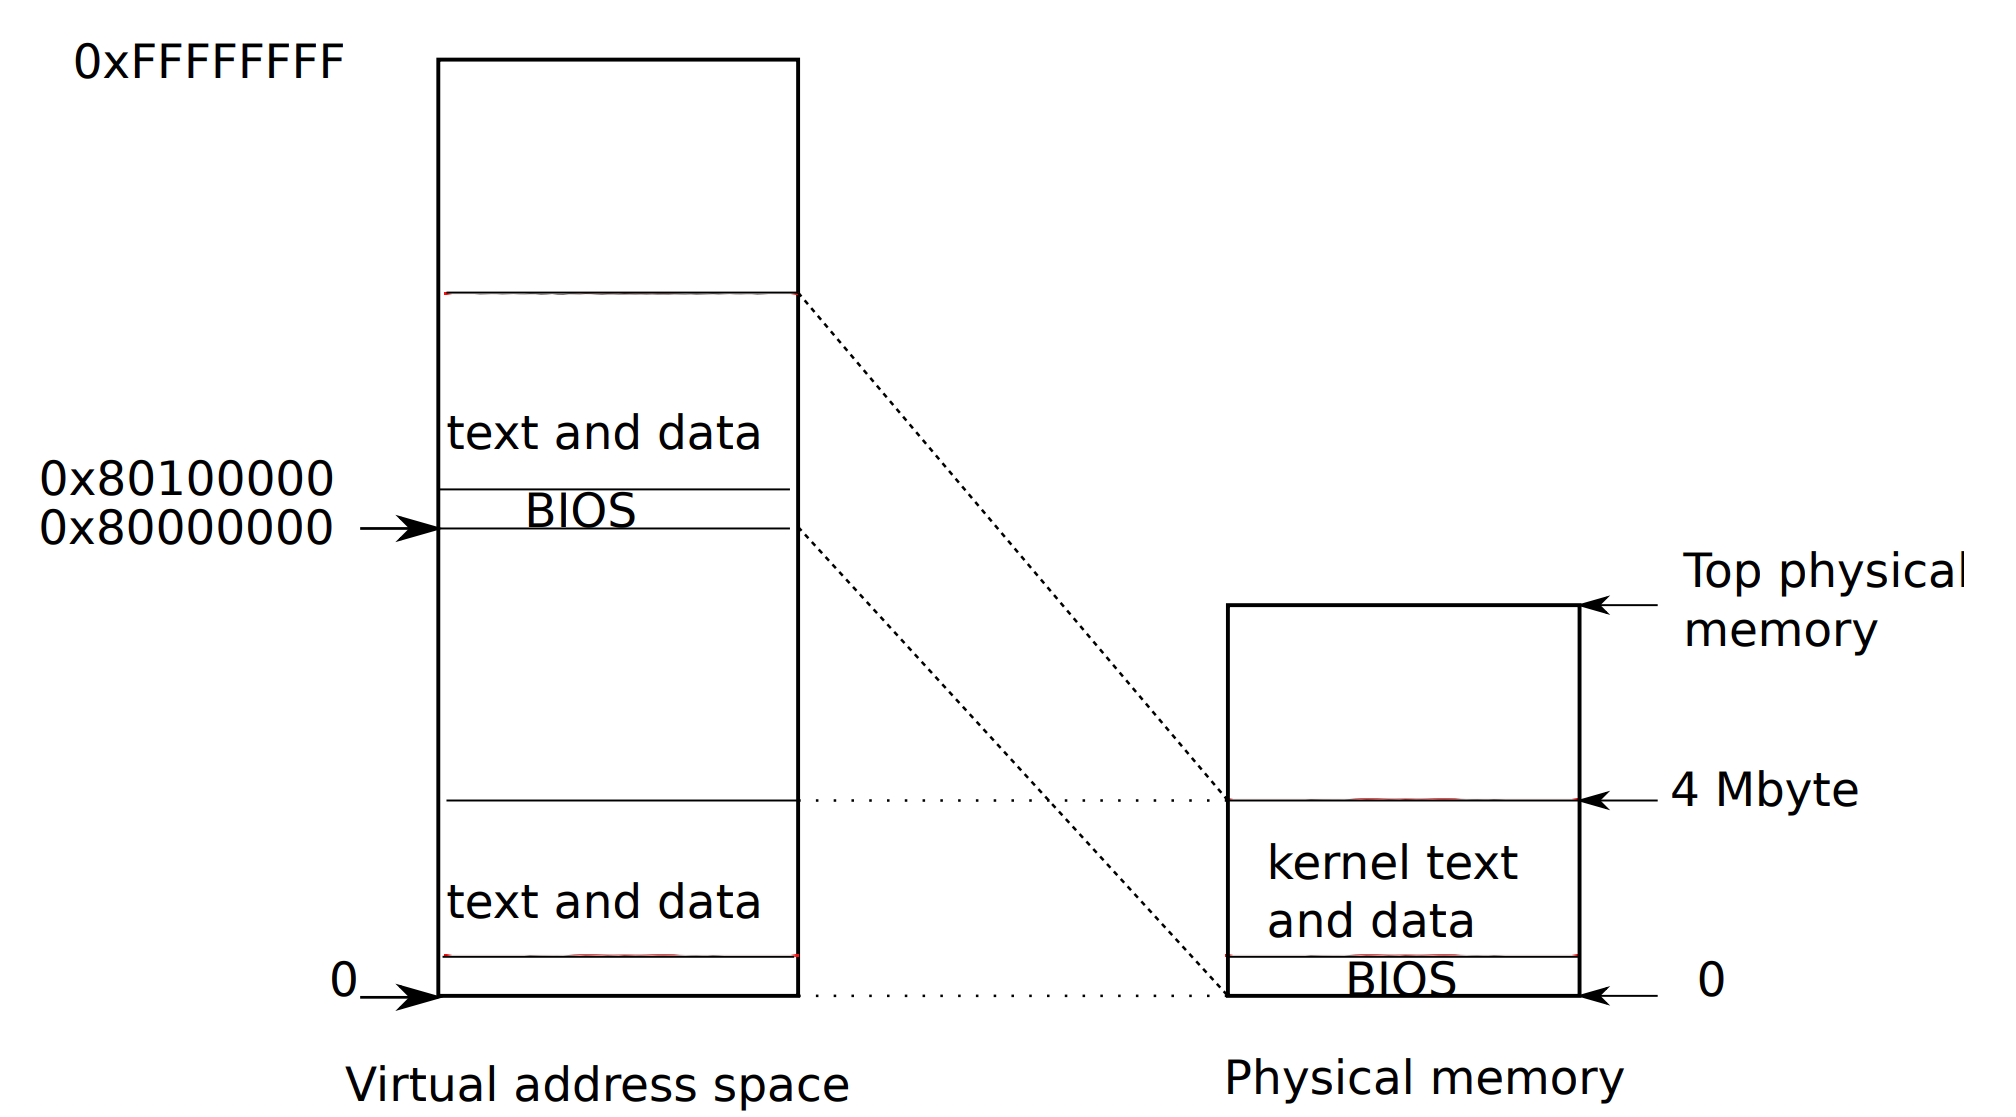 0xFFFFFFFF
text and data
0x80100000
BIOS
0x80000000
Top physical
memory
4 Mbyte
kernel text
and data
text and data
0
BIOS
0
Virtual address space
Physical memory